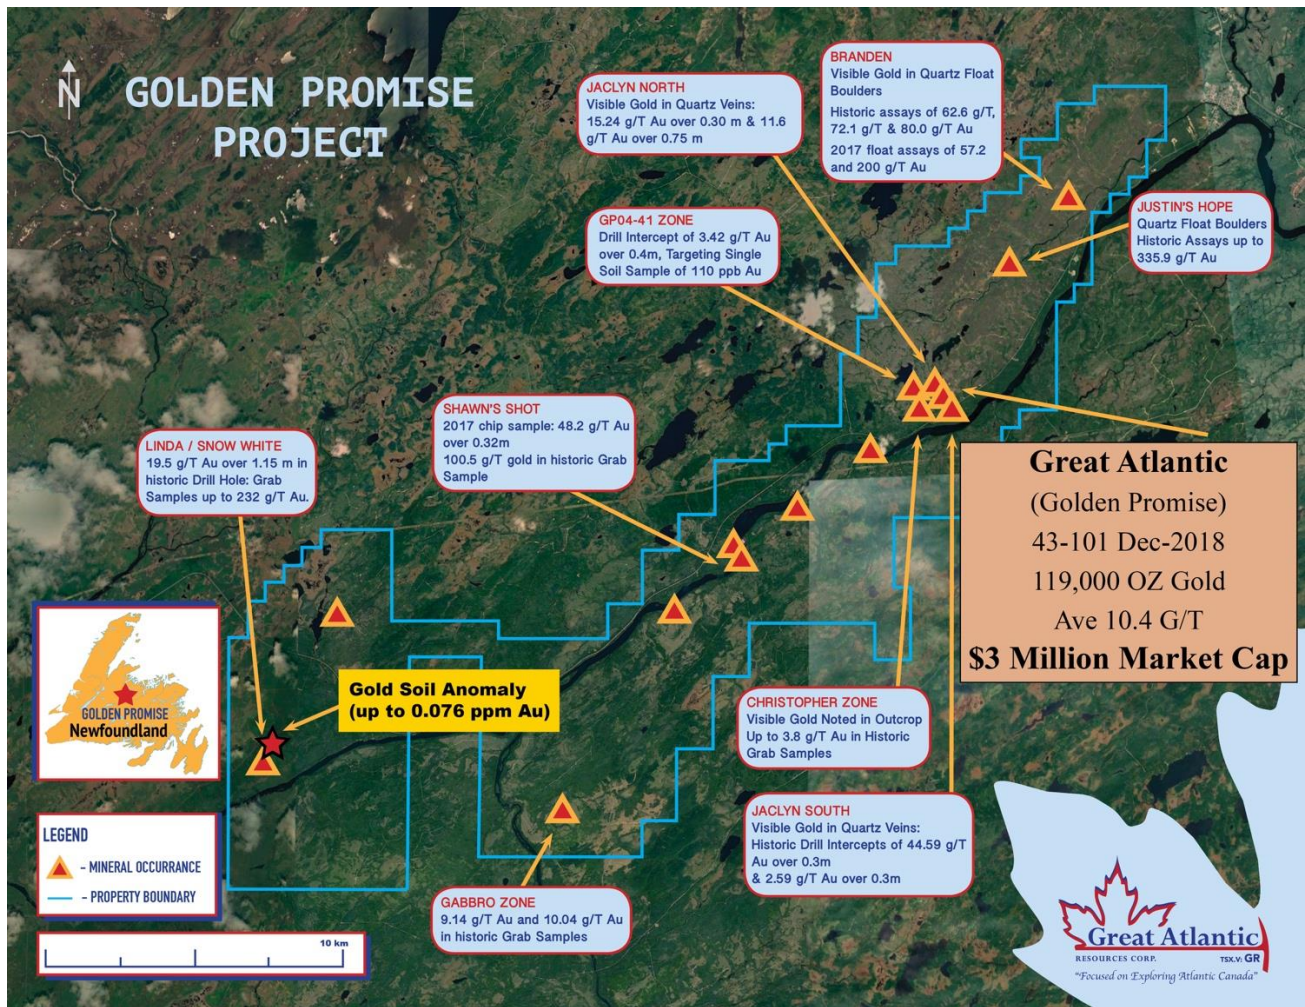 N
GOLDEN PROMISE
PROJECT
JACLYN NORTH
Visible Gold in Quartz Veins:
15.24 g/T Au over 0.30 m & 11.6
g/T Au over 0.75 m
BRANDEN
Visible Gold in Quartz Float
Boulders
Historic assays of 62.6 g/T,
72.1 g/T & 80.0 g/T Au
2017 float assays of 57.2
and 200 g/T Au
GP04-41 ZONE
Drill Intercept of 3.42 g/T Au
over 0.4m, Targeting Single
Soil Sample of 110 ppb Au
JUSTIN'S HOPE
Quartz Float Boulders
Historic Assays up to
335.9 g/T Au
SHAWN'S SHOT
2017 chip sample: 48.2 g/T Au
over 0.32m
100.5 g/T gold in historic Grab
Sample
LINDA / SNOW WHITE
19.5 g/T Au over 1.15 m in
historic Drill Hole: Grab
Samples up to 232 g/T Au.
Great Atlantic
(Golden Promise)
43-101 Dec-2018
119,000 OZ Gold
Ave 10.4 G/T
$3 Million Market Cap
Gold Soil Anomaly
(up to 0.076 ppm Au)
GOLDEN PROMISE
Newfoundland
CHRISTOPHER ZONE
Visible Gold Noted in Outcrop
Up to 3.8 g/T Au in Historic
Grab Samples
JACLYN SOUTH
Visible Gold in Quartz Veins:
Historic Drill Intercepts of 44.59 g/T
Au over 0.3m
& 2.59 g/T Au over 0.3m
LEGEND
- MINERAL OCCURRANCE
- PROPERTY BOUNDARY
GABBRO ZONE
9.14 g/T Au and 10.04 g/T Au
in historic Grab Samples
10 km
Great Atlantic
RESOURCES CORP. TSX.V: GR
"Focused on Exploring Atlantic Canada"